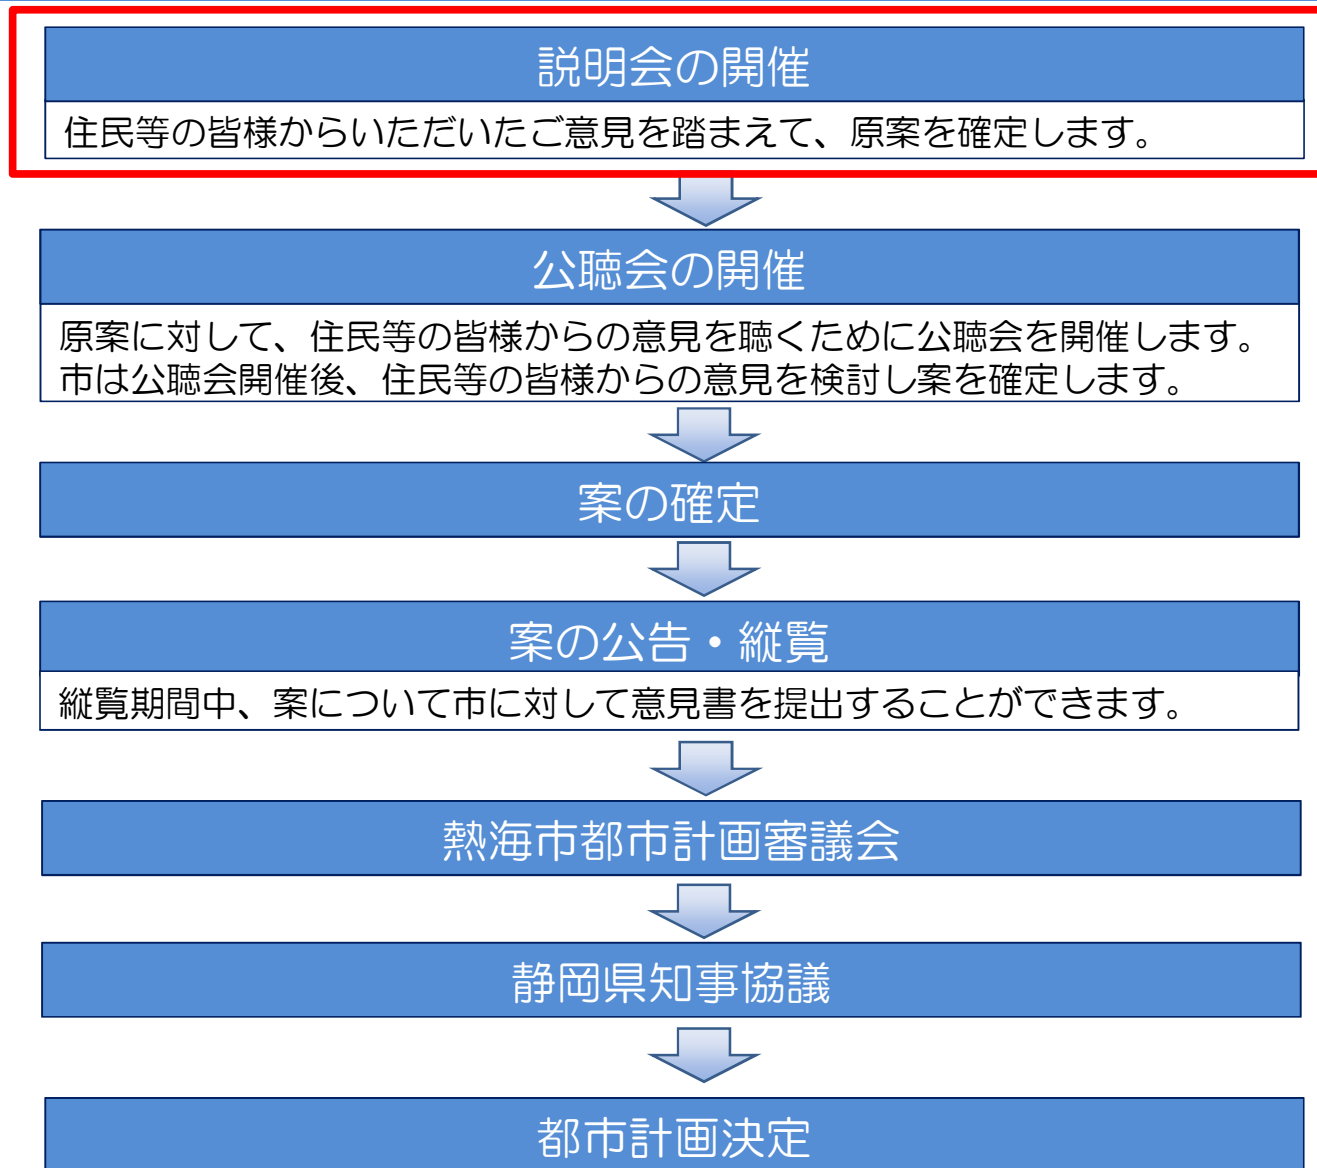 説明会の開催
住民等の皆様からいただいたご意見を踏まえて、原案を確定します。
公聴会の開催
原案に対して、住民等の皆様からの意見を聴くために公聴会を開催します。
市は公聴会開催後、住民等の皆様からの意見を検討し案を確定します。
案の確定
案の公告・縦覧
縦覧期間中、案について市に対して意見書を提出することができます。
熱海市都市計画審議会
静岡県知事協議
都市計画決定